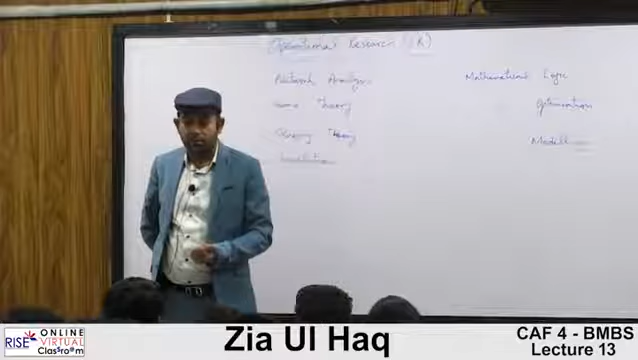 Operational Research (OR)
Network Analysis Mathematical Logic
Game Theory Optimization
Queuing Theory Modell
Simulation
RISE ONLINE VIRTUAL Classroom
Zia Ul Haq
CAF 4 - BMBS
Lecture 13